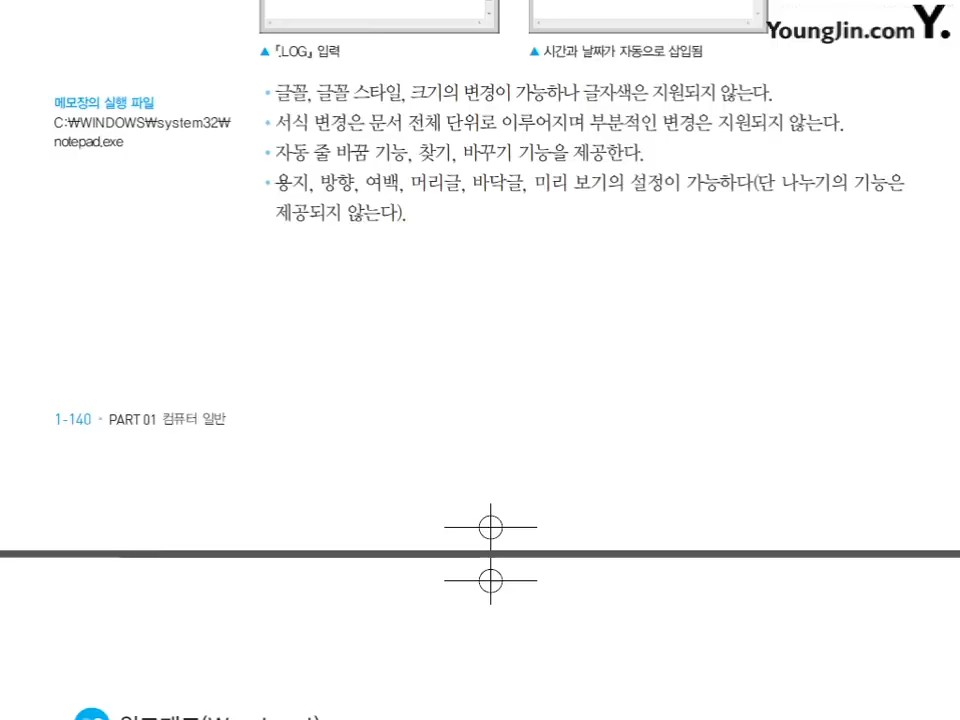 YoungJin.com Y.
▲ 『.LOG』 입력
▲ 시간과 날짜가 자동으로 삽입됨
메모장의 실행 파일
C:₩WINDOWS₩system32₩
notepad.exe
• 글꼴, 글꼴 스타일, 크기의 변경이 가능하나 글자색은 지원되지 않는다.
• 서식 변경은 문서 전체 단위로 이루어지며 부분적인 변경은 지원되지 않는다.
• 자동 줄 바꿈 기능, 찾기, 바꾸기 기능을 제공한다.
• 용지, 방향, 여백, 머리글, 바닥글, 미리 보기의 설정이 가능하다(단 나누기의 기능은
제공되지 않는다).
1-140 • PART 01 컴퓨터 일반